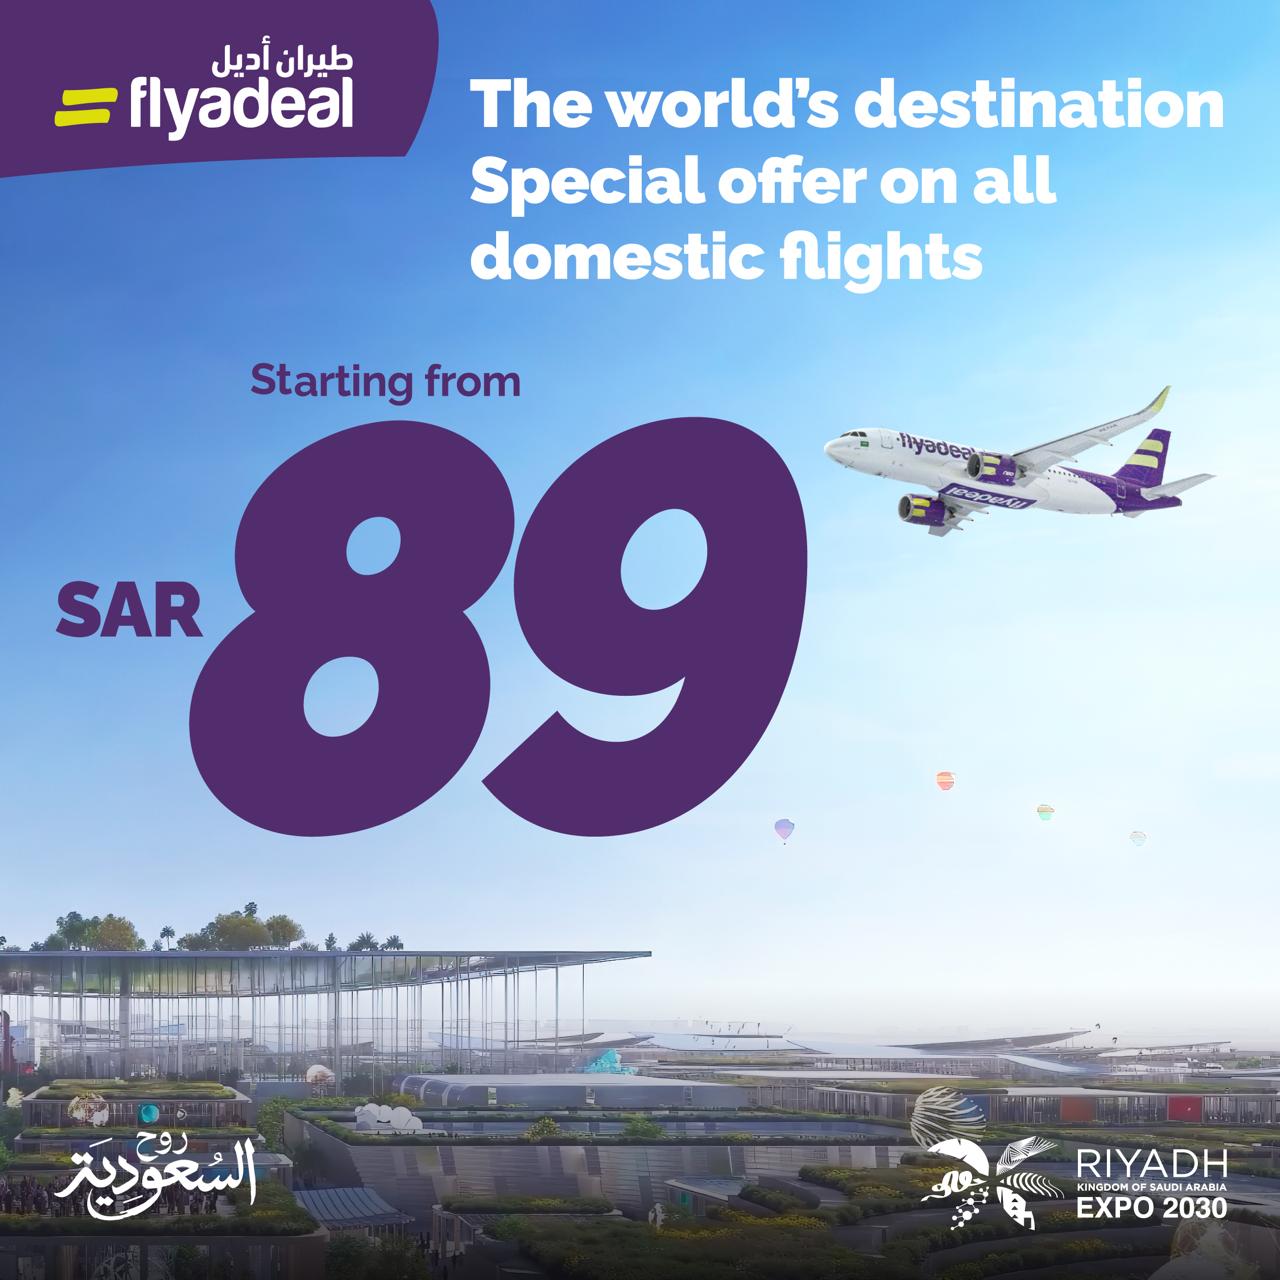 طيران أديل
flyadeal
The world's destination
Special offer on all
domestic flights
Starting from
SAR 89
flyadeal
flyadeal
روح
السعودية
RIYADH
KINGDOM OF SAUDI ARABIA
EXPO 2030